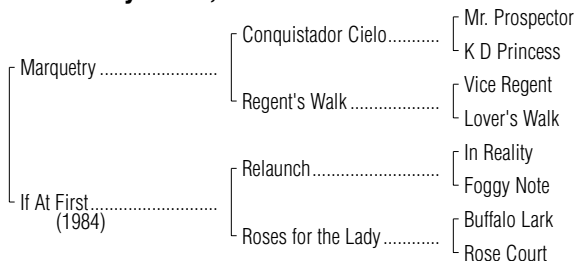 Mr. Prospector
Conquistador Cielo...........
K D Princess
Marquetry .........................
Vice Regent
Regent's Walk ...................
Lover's Walk
In Reality
Relaunch...........................
Foggy Note
If At First...........................
(1984)
Buffalo Lark
Roses for the Lady............
Rose Court